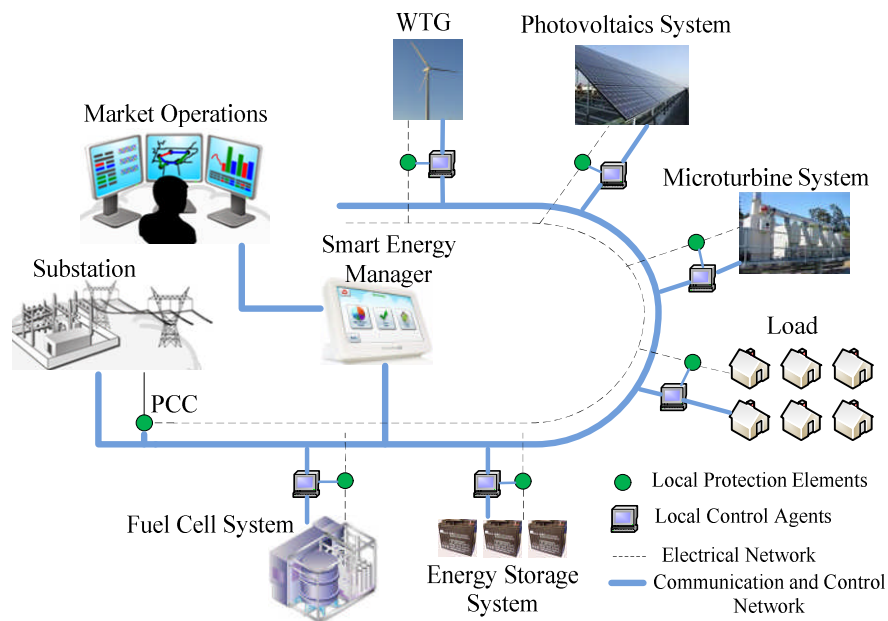 WTG
Photovoltaics System
Market Operations
Microturbine System
Smart Energy
Manager
Substation
Load
PCC
Fuel Cell System
Energy Storage
System
Local Protection Elements
Local Control Agents
Electrical Network
Communication and Control
Network